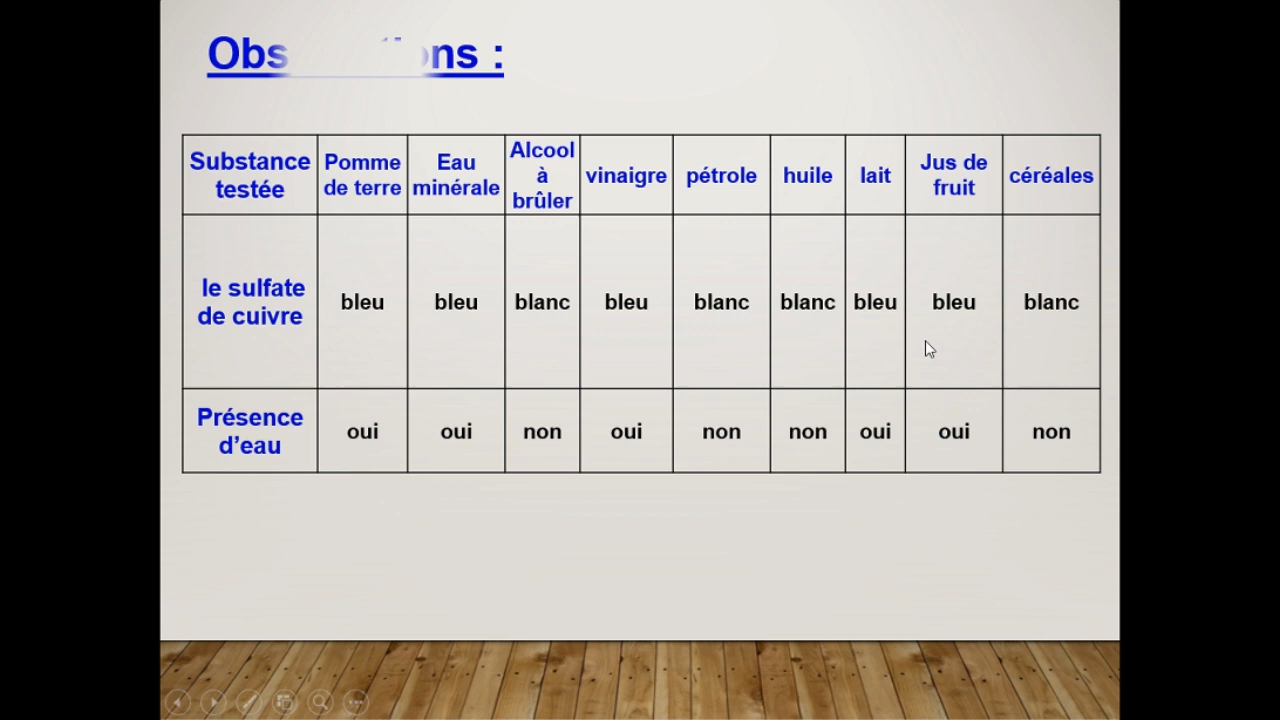 :
Substance testée | Pomme de terre | Eau minérale | Alcool à brûler | vinaigre | pétrole | huile | lait | Jus de fruit | céréales
le sulfate de cuivre | bleu | bleu | blanc | bleu | blanc | blanc | bleu | bleu | blanc
Présence d’eau | oui | oui | non | oui | non | non | oui | oui | non